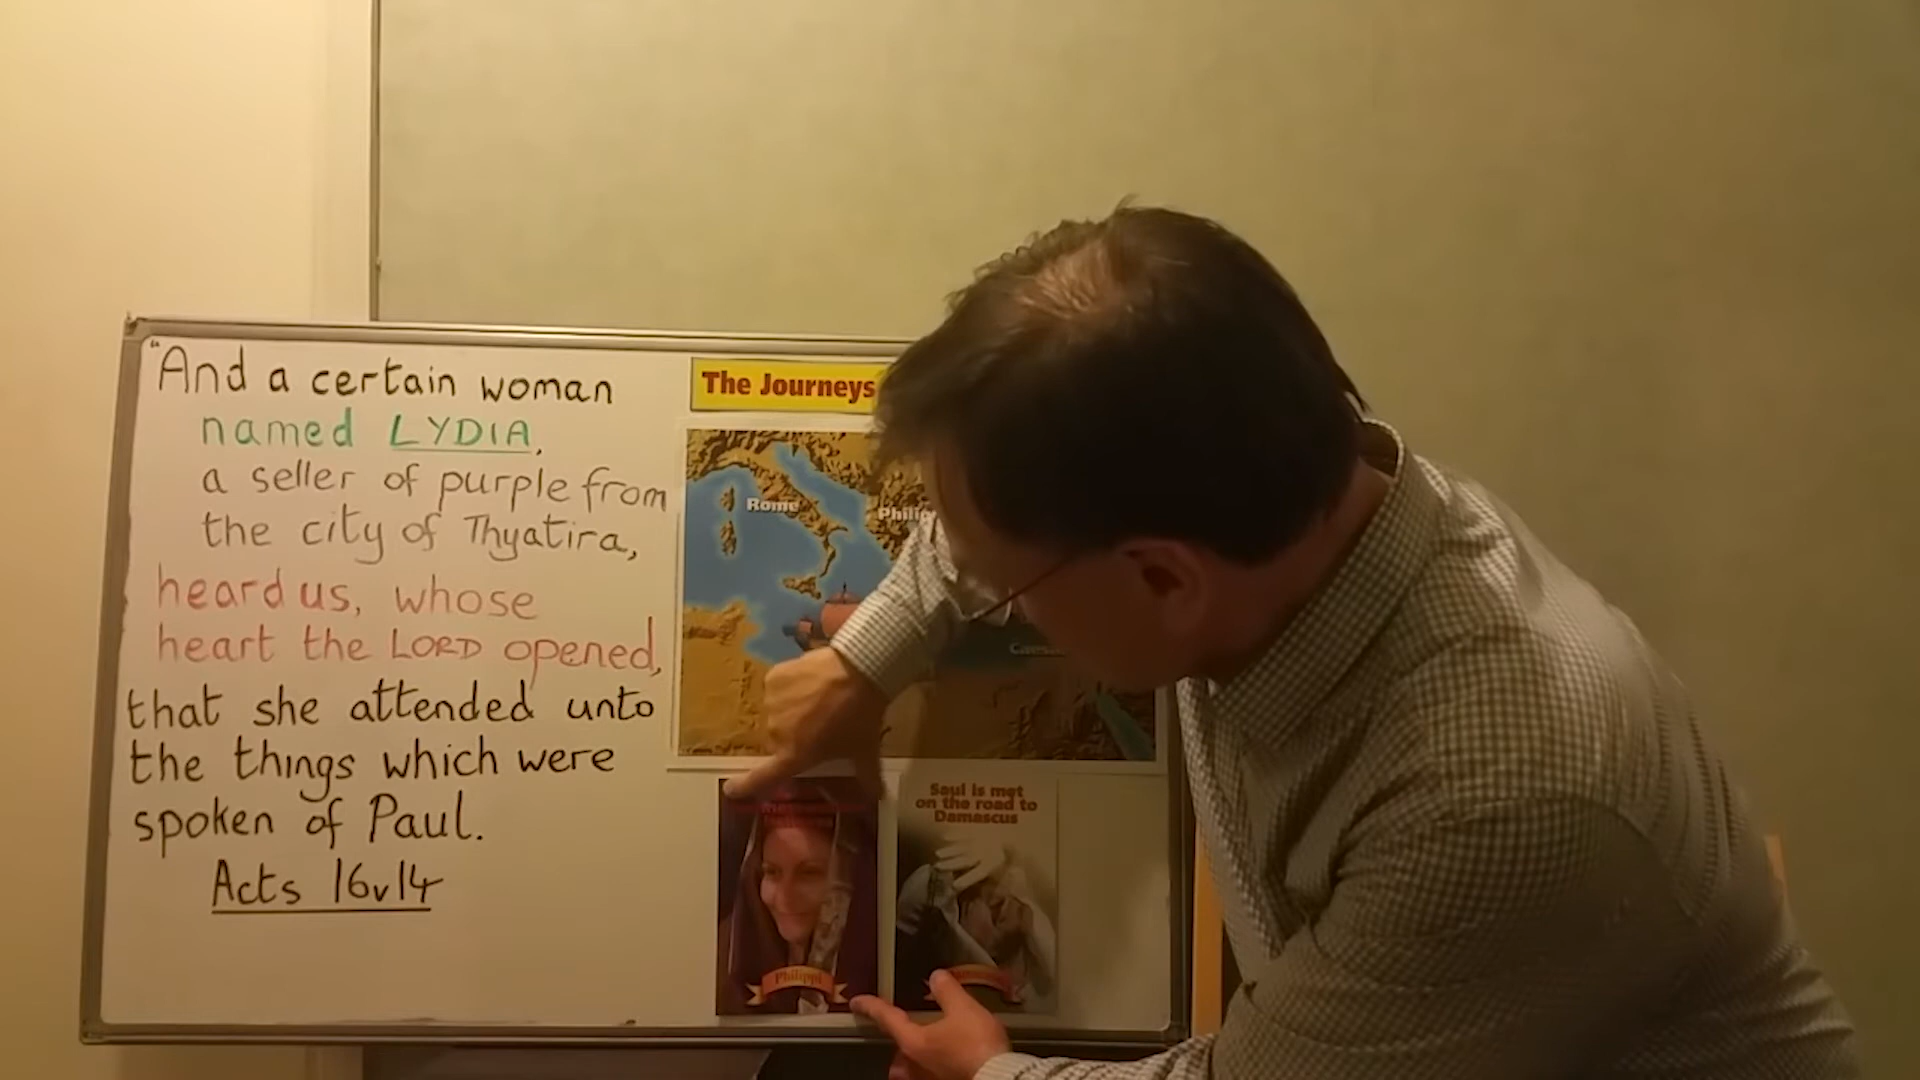 "And a certain woman
named LYDIA,
a seller of purple from
the city of Thyatira,
heard us, whose
heart the LORD opened,
that she attended unto
the things which were
spoken of Paul.
Acts 16v14
The Journeys
Rome
Philip
Caes
Saul is met
on the road to
Damascus
Philippi